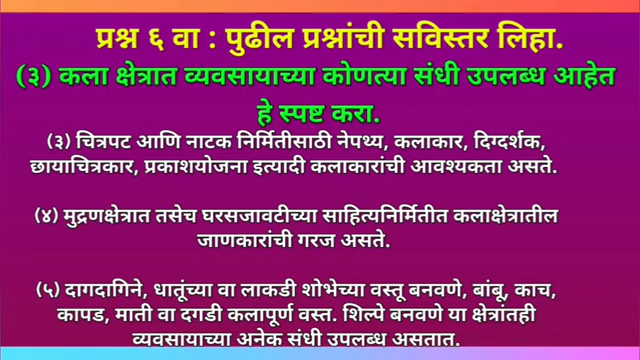 प्रश्न ६ वा : पुढील प्रश्नांची सविस्तर लिहा.
(३) कला क्षेत्रात व्यवसायाच्या कोणत्या संधी उपलब्ध आहेत
हे स्पष्ट करा.
(३) चित्रपट आणि नाटक निर्मितीसाठी नेपथ्य, कलाकार, दिग्दर्शक,
छायाचित्रकार, प्रकाशयोजना इत्यादी कलाकारांची आवश्यकता असते.
(४) मुद्रणक्षेत्रात तसेच घरसजावटीच्या साहित्यनिर्मितीत कलाक्षेत्रातील
जाणकारांची गरज असते.
(५) दागदागिने, धातूंच्या वा लाकडी शोभेच्या वस्तू बनवणे, बांबू, काच,
कापड, माती वा दगडी कलापूर्ण वस्त. शिल्पे बनवणे या क्षेत्रांतही
व्यवसायाच्या अनेक संधी उपलब्ध असतात.